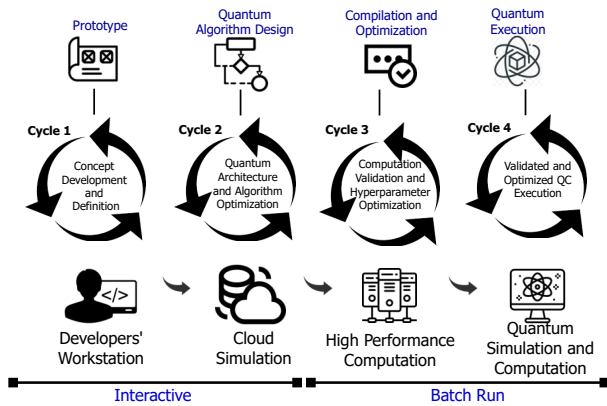 Prototype
Quantum
Algorithm Design
Compilation and
Optimization
Quantum
Execution
Cycle 1
Cycle 2
Cycle 3
Cycle 4
Concept
Development
and
Definition
Quantum
Architecture
and Algorithm
Optimization
Computation
Validation and
Hyperparameter
Optimization
Validated and
Optimized QC
Execution
</>
Developers'
Workstation
Cloud
Simulation
High Performance
Computation
Quantum
Simulation and
Computation
Interactive
Batch Run